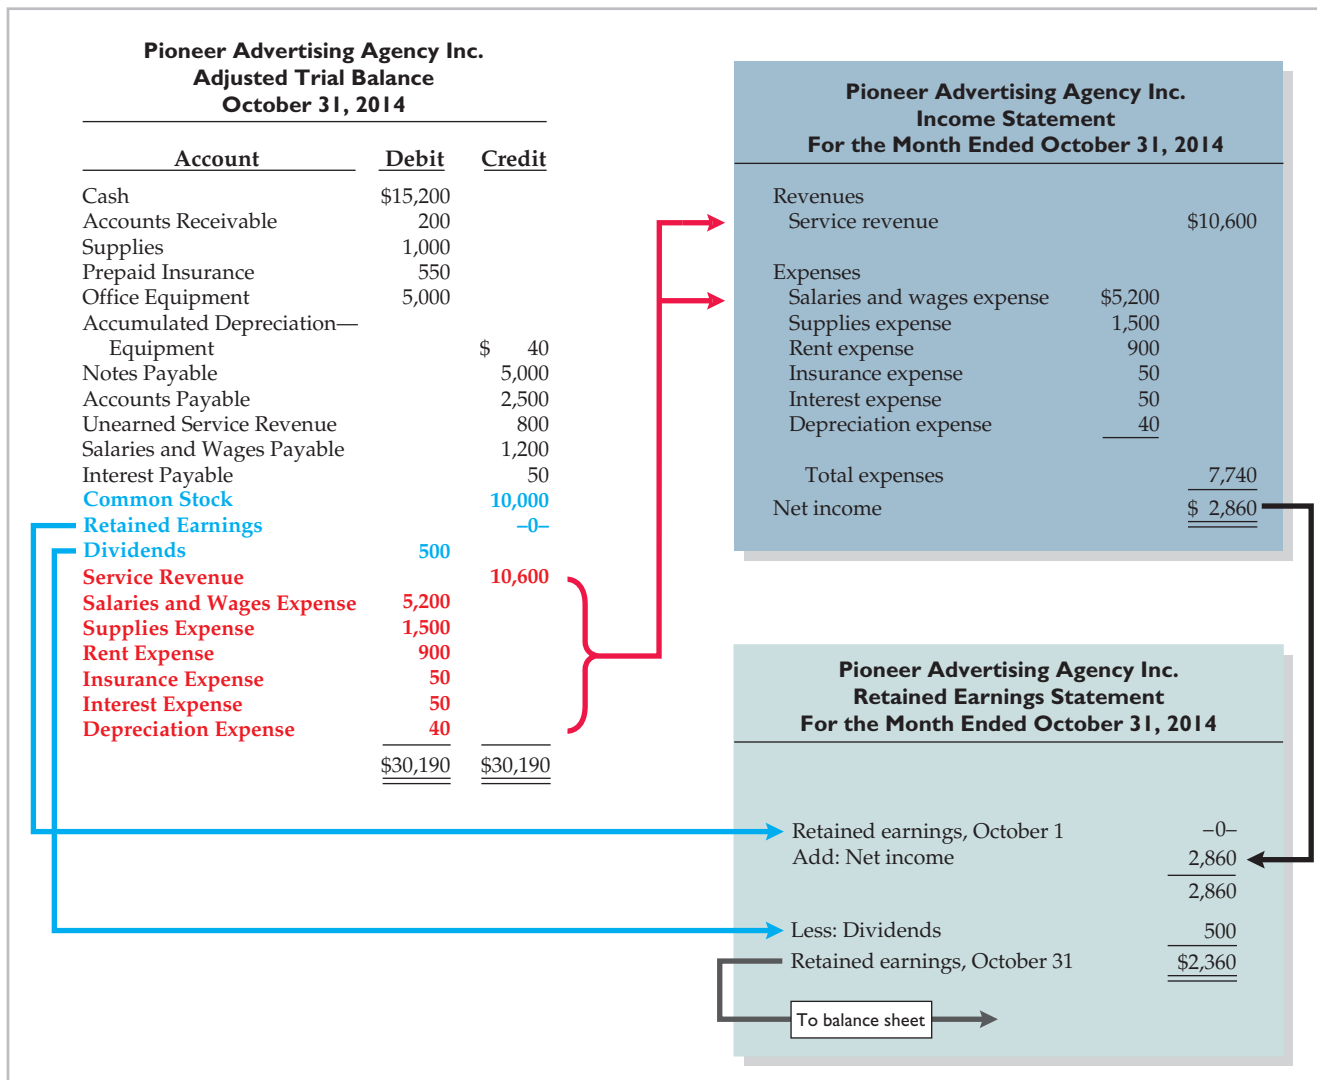 Pioneer Advertising Agency Inc.
Adjusted Trial Balance
October 31, 2014
Account Debit Credit
Cash $15,200
Accounts Receivable 200
Supplies 1,000
Prepaid Insurance 550
Office Equipment 5,000
Accumulated Depreciation—
Equipment $ 40
Notes Payable 5,000
Accounts Payable 2,500
Unearned Service Revenue 800
Salaries and Wages Payable 1,200
Interest Payable 50
Common Stock 10,000
Retained Earnings –0–
Dividends 500
Service Revenue 10,600
Salaries and Wages Expense 5,200
Supplies Expense 1,500
Rent Expense 900
Insurance Expense 50
Interest Expense 50
Depreciation Expense 40
$30,190 $30,190
Pioneer Advertising Agency Inc.
Income Statement
For the Month Ended October 31, 2014
Revenues
Service revenue $10,600
Expenses
Salaries and wages expense $5,200
Supplies expense 1,500
Rent expense 900
Insurance expense 50
Interest expense 50
Depreciation expense 40
Total expenses 7,740
Net income $ 2,860
Pioneer Advertising Agency Inc.
Retained Earnings Statement
For the Month Ended October 31, 2014
Retained earnings, October 1 –0–
Add: Net income 2,860
2,860
Less: Dividends 500
Retained earnings, October 31 $2,360
To balance sheet